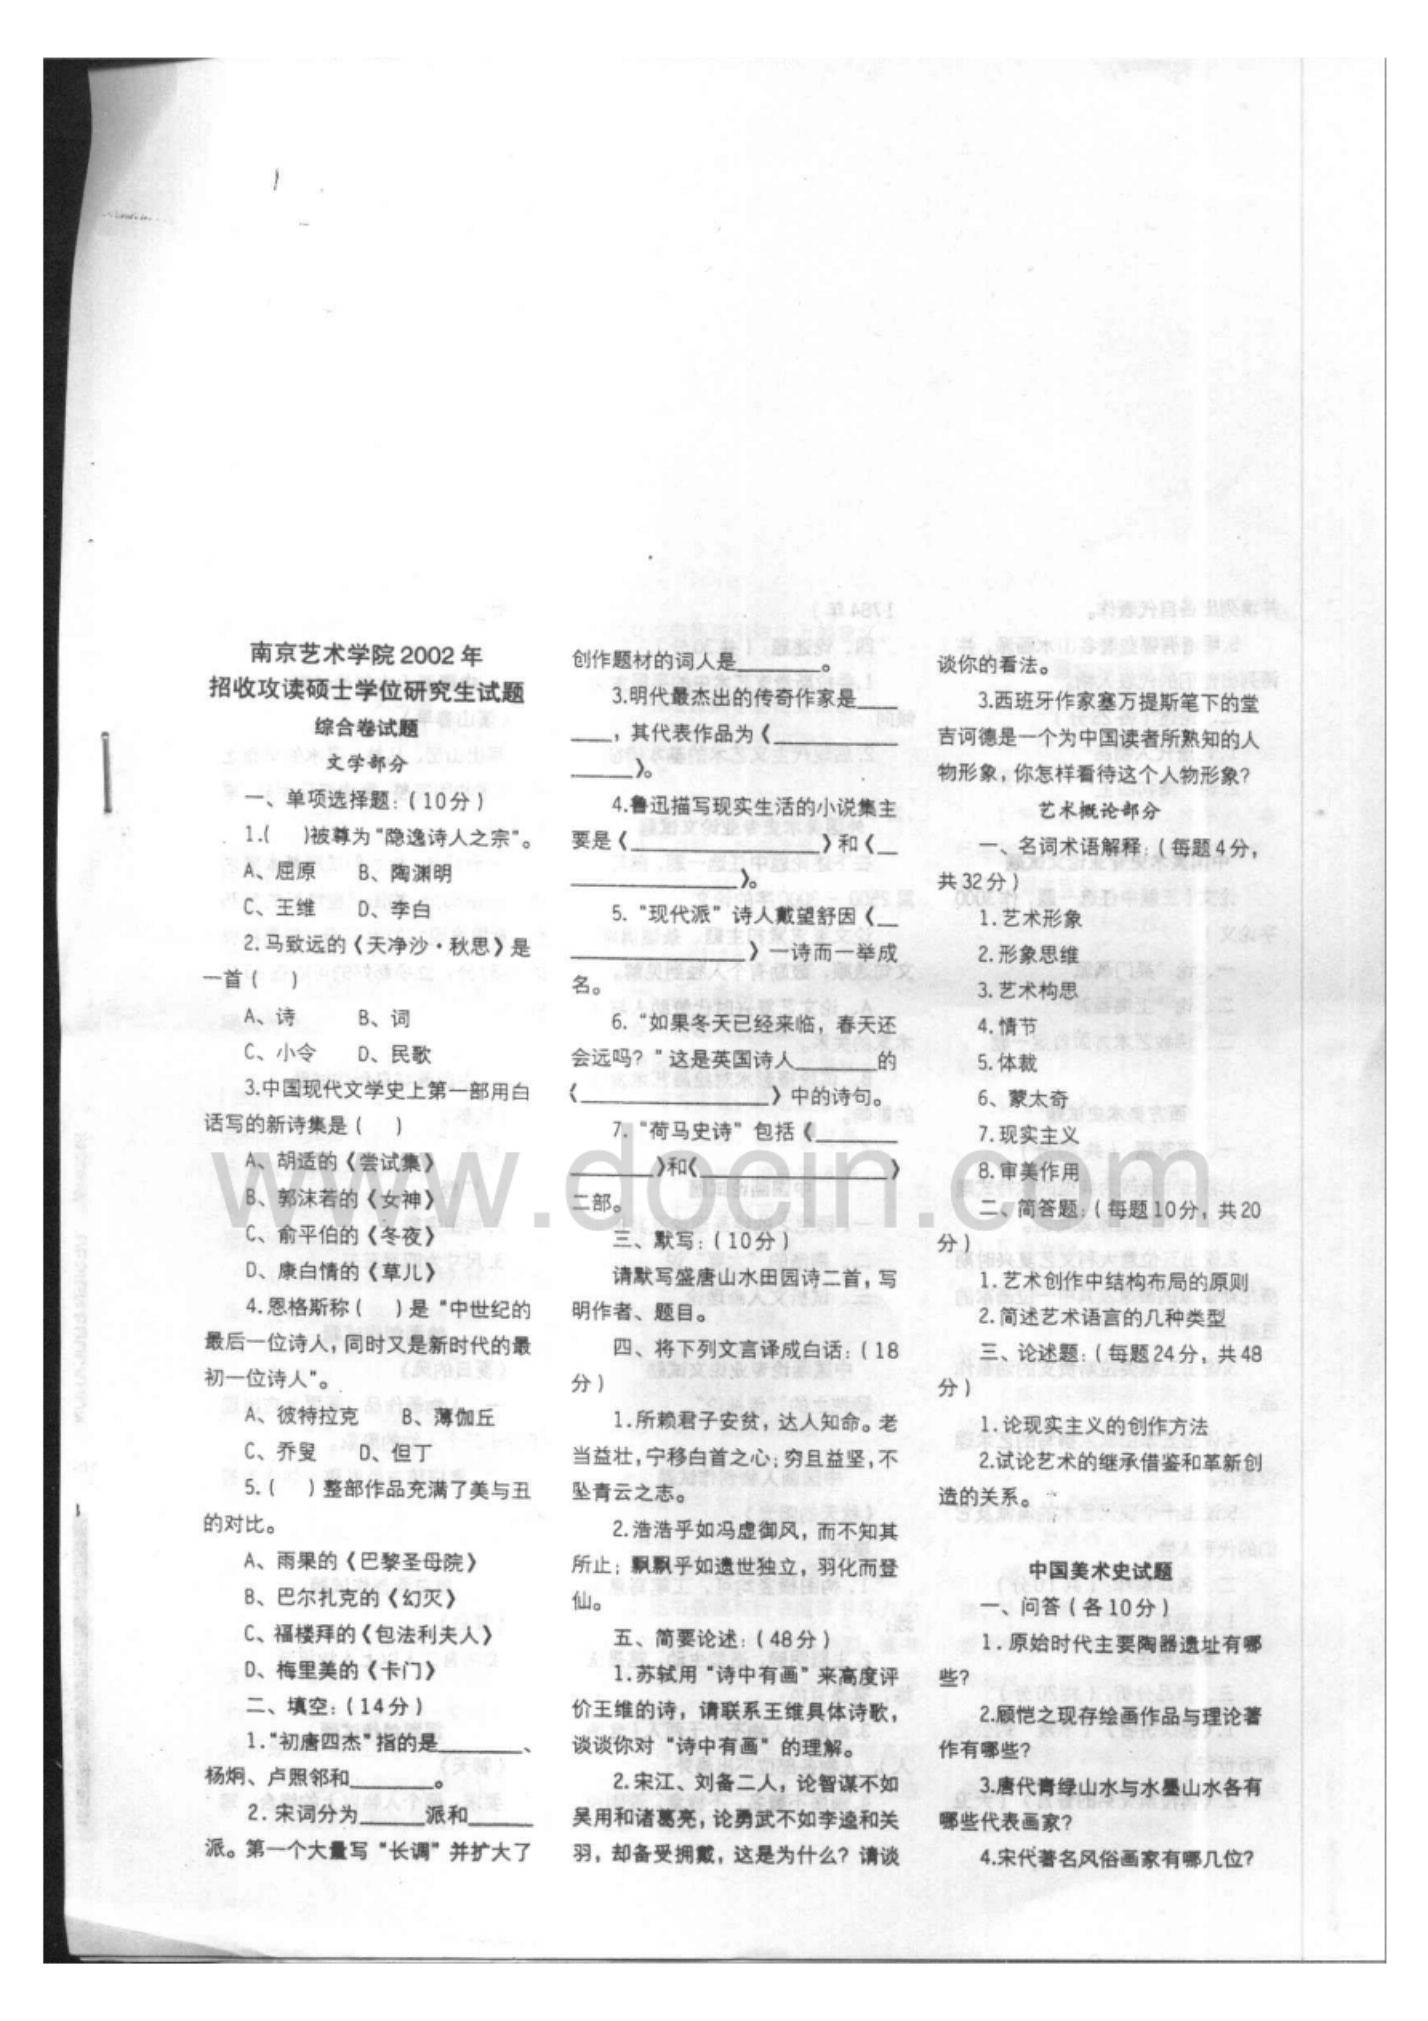 南京艺术学院2002年
招收攻读硕士学位研究生试题
综合卷试题
文学部分
一、单项选择题:(10分)
1.(　)被尊为“隐逸诗人之宗”。
A、屈原　B、陶渊明
C、王维　D、李白
2.马致远的《天净沙·秋思》是
一首(　)
A、诗　B、词
C、小令　D、民歌
3.中国现代文学史上第一部用白
话写的新诗集是(　)
A、胡适的《尝试集》
B、郭沫若的《女神》
C、俞平伯的《冬夜》
D、康白情的《草儿》
4.恩格斯称(　)是“中世纪的
最后一位诗人,同时又是新时代的最
初一位诗人”。
A、彼特拉克　B、薄伽丘
C、乔叟　D、但丁
5.(　)整部作品充满了美与丑
的对比。
A、雨果的《巴黎圣母院》
B、巴尔扎克的《幻灭》
C、福楼拜的《包法利夫人》
D、梅里美的《卡门》
二、填空:(14分)
1.“初唐四杰”指的是______、
杨炯、卢照邻和______。
2.宋词分为_____派和_____
派。第一个大量写“长调”并扩大了
创作题材的词人是______。
3.明代最杰出的传奇作家是___
___，其代表作品为《_________
_____》。
4.鲁迅描写现实生活的小说集主
要是《______________》和《__
____________》。
5.“现代派”诗人戴望舒因《__
______________》一诗而一举成
名。
6.“如果冬天已经来临，春天还
会远吗？”这是英国诗人______的
《______________》中的诗句。
7.“荷马史诗”包括《______
______》和《______________》
二部。
三、默写:(10分)
请默写盛唐山水田园诗二首，写
明作者、题目。
四、将下列文言译成白话:(18
分)
1.所赖君子安贫，达人知命。老
当益壮,宁移白首之心;穷且益坚,不
坠青云之志。
2.浩浩乎如冯虚御风，而不知其
所止；飘飘乎如遗世独立，羽化而登
仙。
五、简要论述:(48分)
1.苏轼用“诗中有画”来高度评
价王维的诗，请联系王维具体诗歌，
谈谈你对“诗中有画”的理解。
2.宋江、刘备二人，论智谋不如
吴用和诸葛亮,论勇武不如李逵和关
羽，却备受拥戴，这是为什么？请谈
谈你的看法。
3.西班牙作家塞万提斯笔下的堂
吉诃德是一个为中国读者所熟知的人
物形象,你怎样看待这个人物形象?
艺术概论部分
一、名词术语解释:(每题4分，
共32分)
1.艺术形象
2.形象思维
3.艺术构思
4.情节
5.体裁
6、蒙太奇
7.现实主义
8.审美作用
二、简答题:(每题10分，共20
分)
1.艺术创作中结构布局的原则
2.简述艺术语言的几种类型
三、论述题:(每题24分，共48
分)
1.论现实主义的创作方法
2.试论艺术的继承借鉴和革新创
造的关系。
中国美术史试题
一、问答(各10分)
1.原始时代主要陶器遗址有哪
些?
2.顾恺之现存绘画作品与理论著
作有哪些?
3.唐代青绿山水与水墨山水各有
哪些代表画家?
4.宋代著名风俗画家有哪几位?
www.docin.com